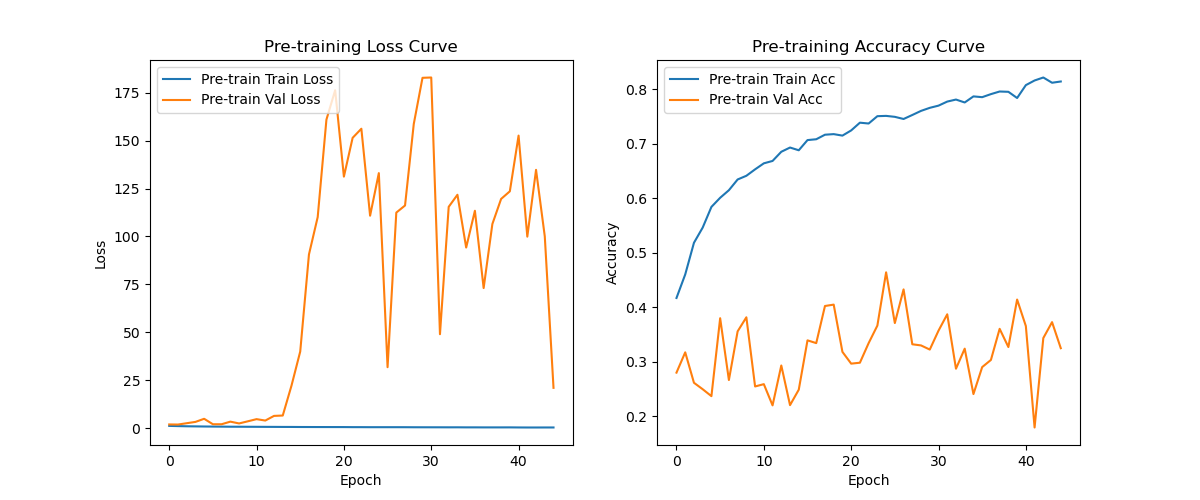 Pre-training Loss Curve
Pre-train Train Loss
Pre-train Val Loss
175
150
125
100
75
50
25
0
Loss
0 10 20 30 40
Epoch
Pre-training Accuracy Curve
Pre-train Train Acc
Pre-train Val Acc
0.8
0.7
0.6
0.5
0.4
0.3
0.2
Accuracy
0 10 20 30 40
Epoch